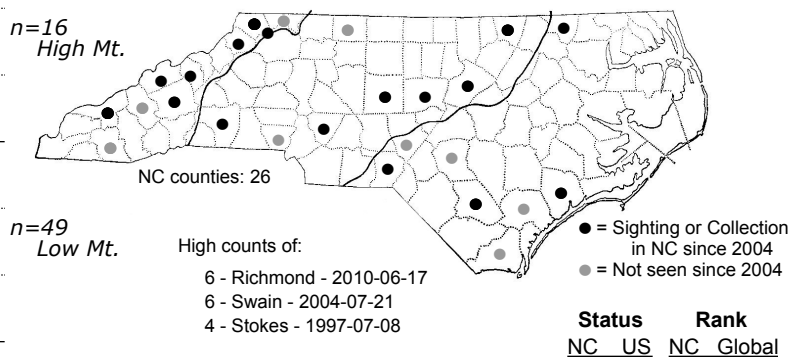 n=16
High Mt.
NC counties: 26
n=49
Low Mt.
High counts of:
6 - Richmond - 2010-06-17
6 - Swain - 2004-07-21
4 - Stokes - 1997-07-08
= Sighting or Collection
in NC since 2004
= Not seen since 2004
Status Rank
NC US NC Global